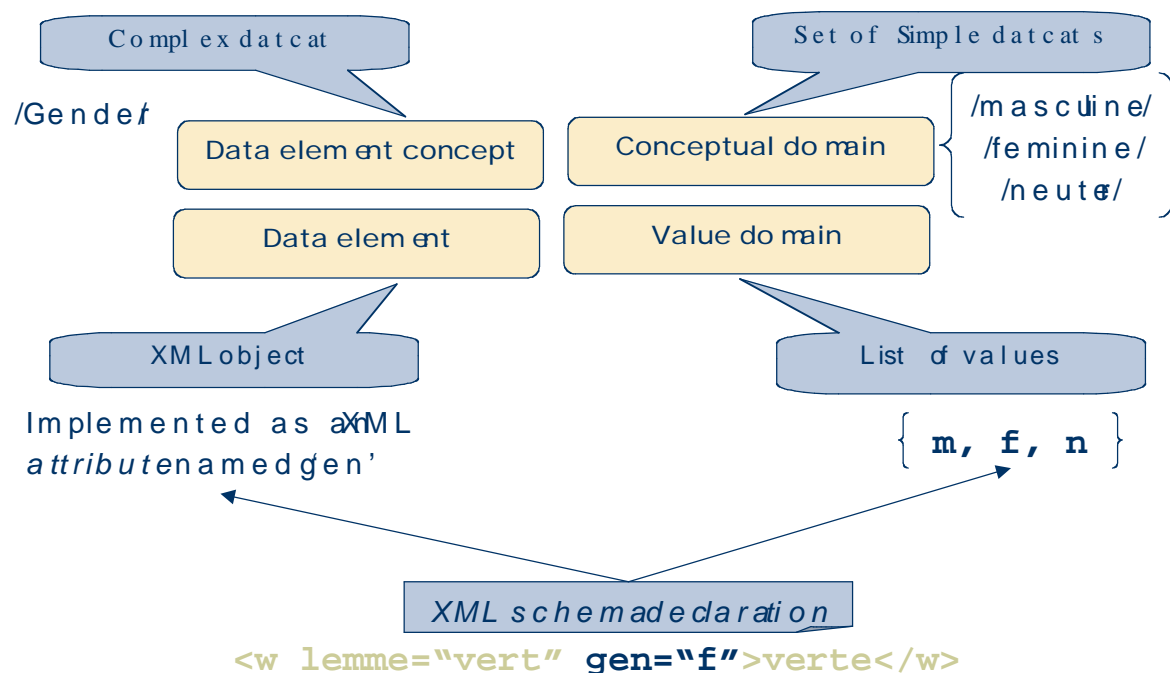 Complex datcat
Set of Simple datcats
/Gender/
Data element concept
Conceptual domain
/masculine/
/feminine/
/neuter/
Data element
Value domain
XML object
List of values
Implemented as an XML
attribute named ‘gen’
{ m, f, n }
XML schema declaration
<w lemme=“vert” gen=“f”>verte</w>